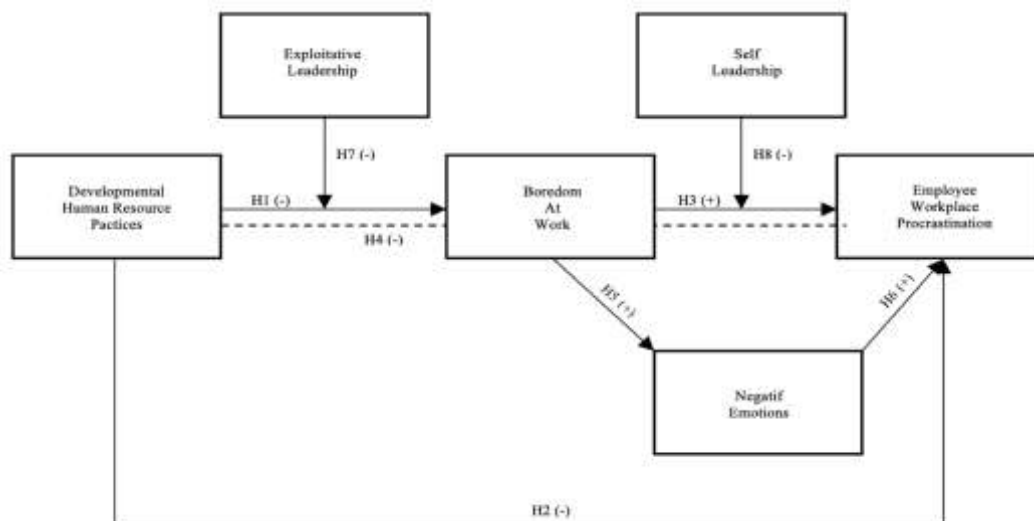 Exploitative
Leadership
Self
Leadership
H7 (-)
H8 (-)
Developmental
Human Resource
Pactices
H1 (-)
Boredom
At
Work
H3 (+)
Employee
Workplace
Procrastination
H4 (-)
H5 (+)
H6 (+)
Negatif
Emotions
H2 (-)